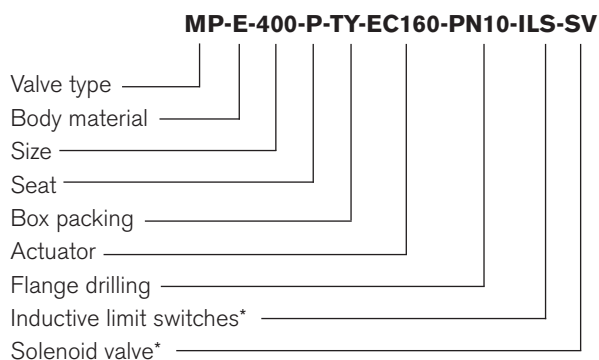 MP-E-400-P-TY-EC160-PN10-ILS-SV
Valve type
Body material
Size
Seat
Box packing
Actuator
Flange drilling
Inductive limit switches*
Solenoid valve*